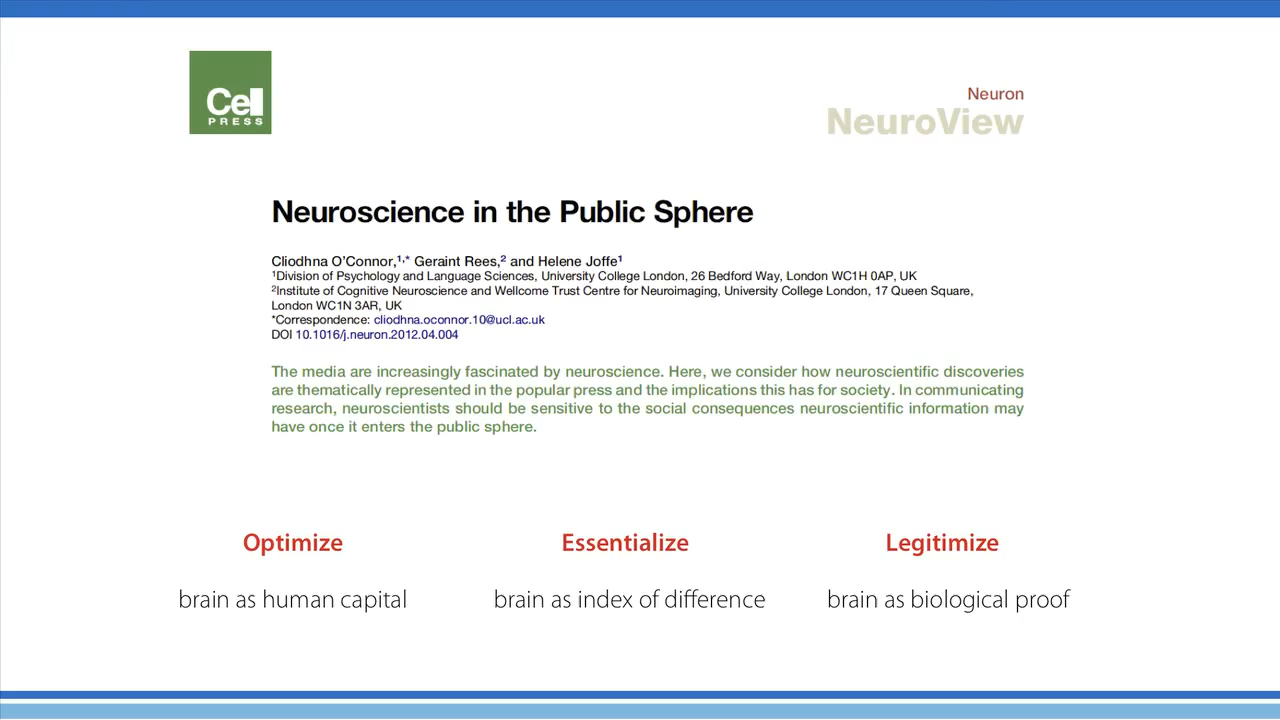 Cell
PRESS
Neuron
NeuroView
Neuroscience in the Public Sphere
Cliodhna O'Connor,1,* Geraint Rees,2 and Helene Joffe1
1Division of Psychology and Language Sciences, University College London, 26 Bedford Way, London WC1H 0AP, UK
2Institute of Cognitive Neuroscience and Wellcome Trust Centre for Neuroimaging, University College London, 17 Queen Square,
London WC1N 3AR, UK
*Correspondence: cliodhna.oconnor.10@ucl.ac.uk
DOI 10.1016/j.neuron.2012.04.004
The media are increasingly fascinated by neuroscience. Here, we consider how neuroscientific discoveries
are thematically represented in the popular press and the implications this has for society. In communicating
research, neuroscientists should be sensitive to the social consequences neuroscientific information may
have once it enters the public sphere.
Optimize
brain as human capital
Essentialize
brain as index of difference
Legitimize
brain as biological proof